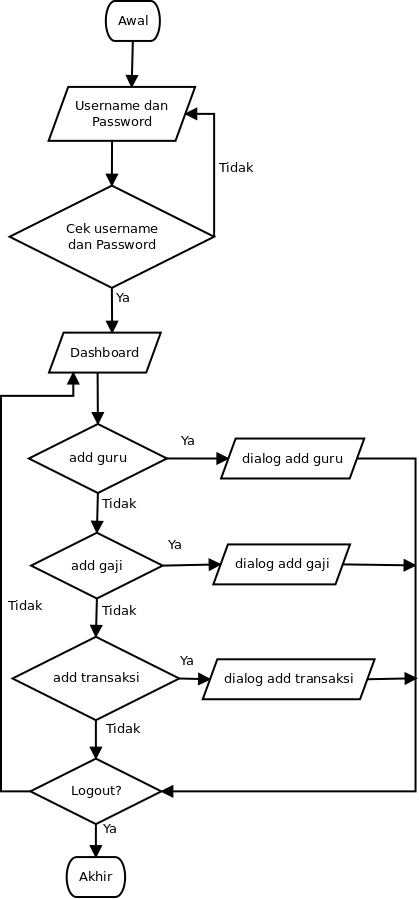 Awal
Username dan
Password
Tidak
Cek username
dan Password
Ya
Dashboard
add guru
Ya
dialog add guru
Tidak
add gaji
Ya
dialog add gaji
Tidak
Tidak
add transaksi
Ya
dialog add transaksi
Tidak
Logout?
Ya
Akhir